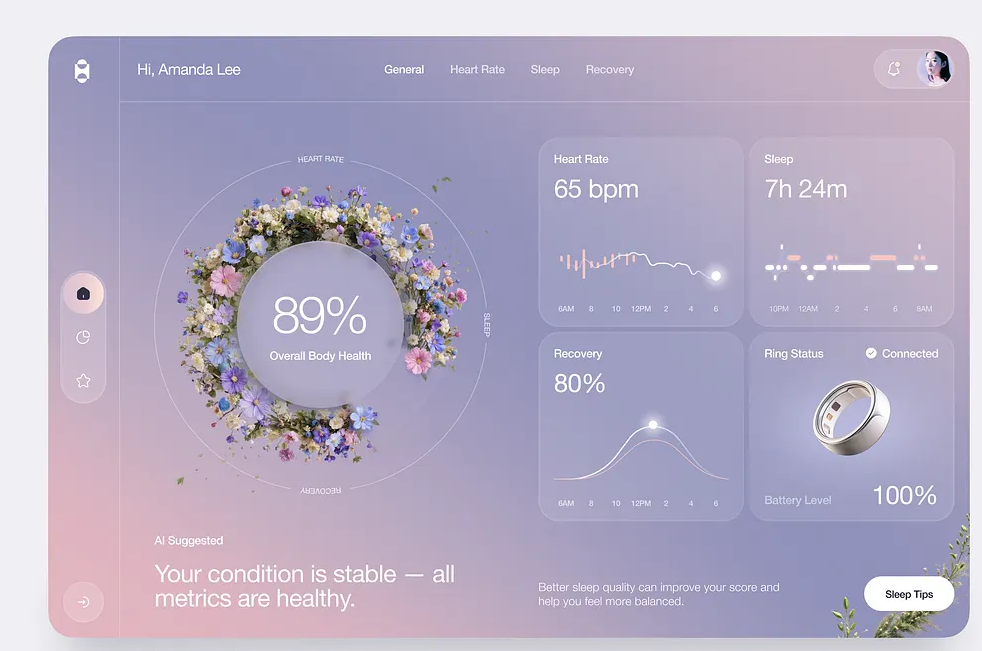 Hi, Amanda Lee
General
Heart Rate
Sleep
Recovery
HEART RATE
SLEEP
RECOVERY
89%
Overall Body Health
Heart Rate
65 bpm
6AM 8 10 12PM 2 4 6
Sleep
7h 24m
10PM 12AM 2 4 6 8AM
Recovery
80%
6AM 8 10 12PM 2 4 6
Ring Status
Connected
Battery Level
100%
AI Suggested
Your condition is stable — all
metrics are healthy.
Better sleep quality can improve your score and
help you feel more balanced.
Sleep Tips